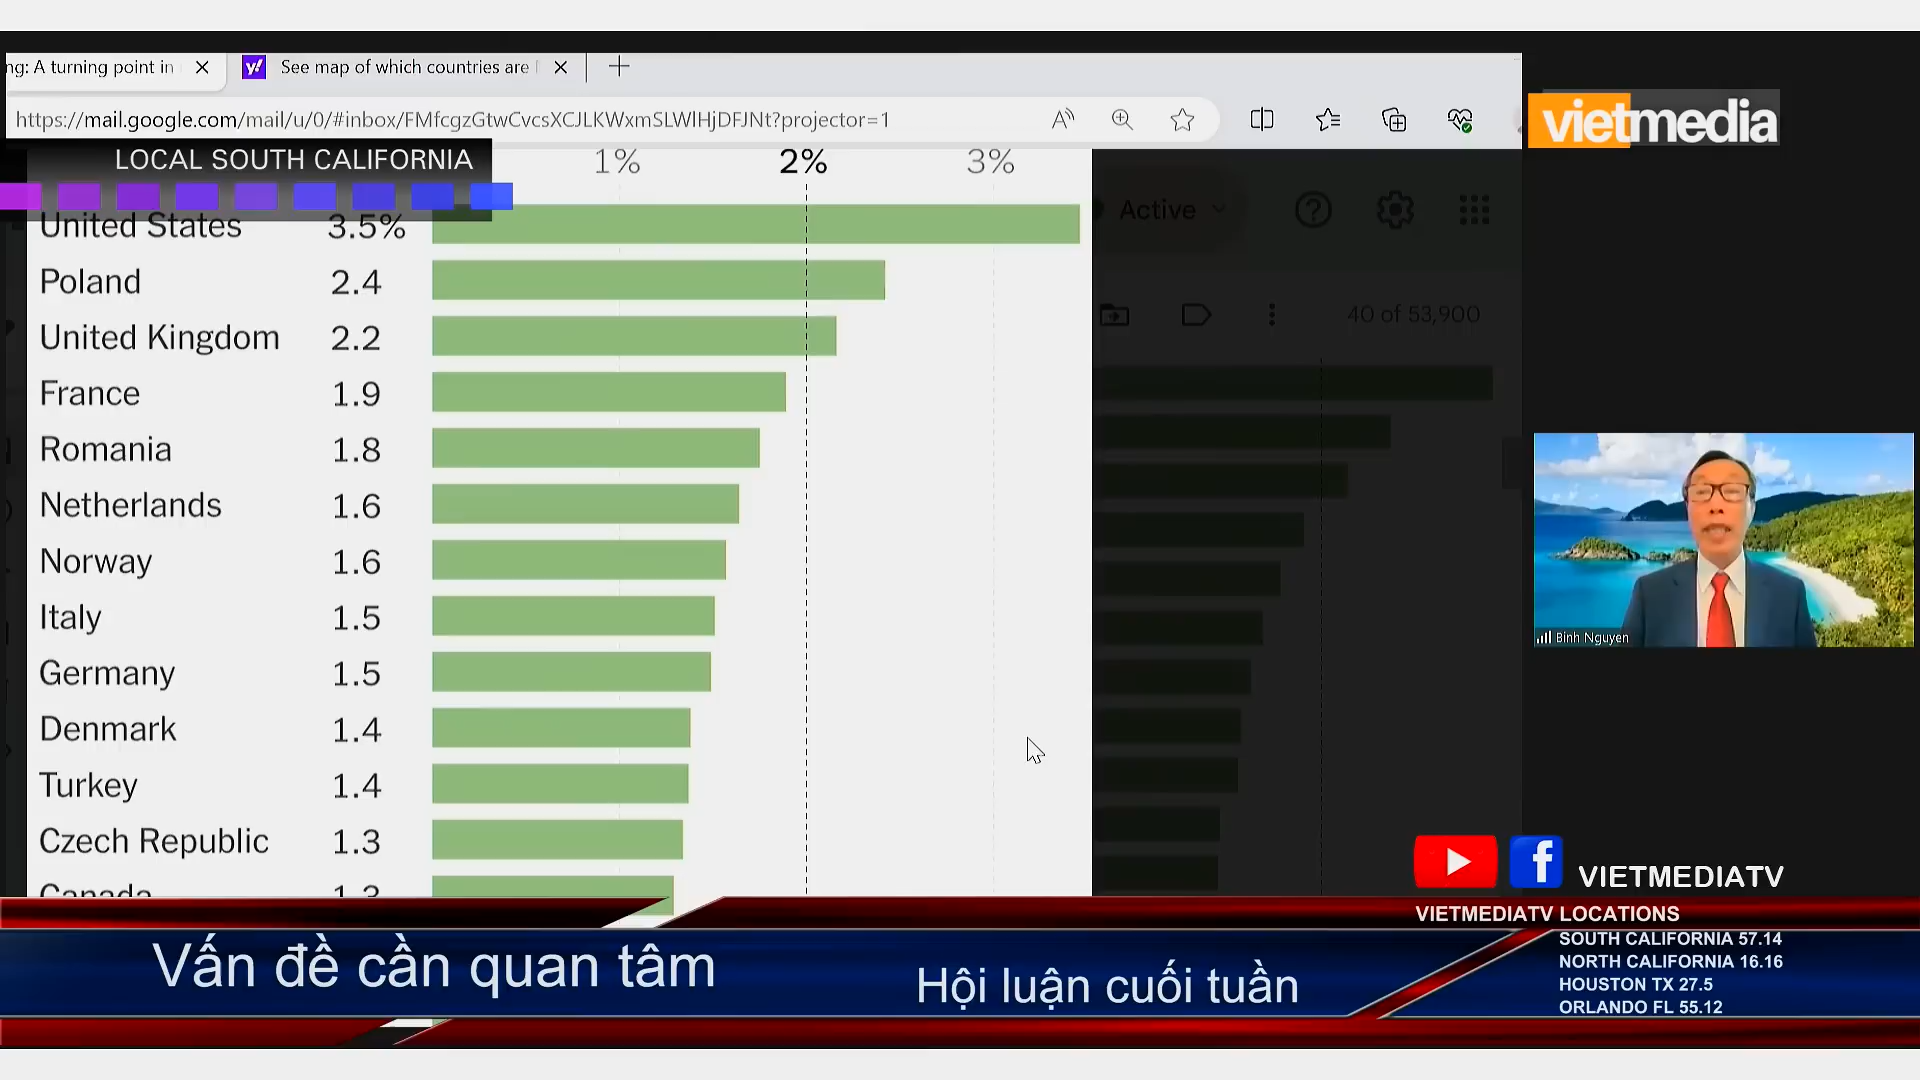 ng: A turning point in
See map of which countries are
https://mail.google.com/mail/u/0/#inbox/FMfcgzGtwCvcsXCJLKWxmSLWlHjDFJNt?projector=1
vietmedia
LOCAL SOUTH CALIFORNIA
1% 2% 3%
Active
United States 3.5%
Poland 2.4
40 of 53,900
United Kingdom 2.2
France 1.9
Romania 1.8
Netherlands 1.6
Norway 1.6
Italy 1.5
Binh Nguyen
Germany 1.5
Denmark 1.4
Turkey 1.4
Czech Republic 1.3
Canada 1.3
VIETMEDIATV
VIETMEDIATV LOCATIONS
SOUTH CALIFORNIA 57.14
NORTH CALIFORNIA 16.16
HOUSTON TX 27.5
ORLANDO FL 55.12
Vấn đề cần quan tâm
Hội luận cuối tuần